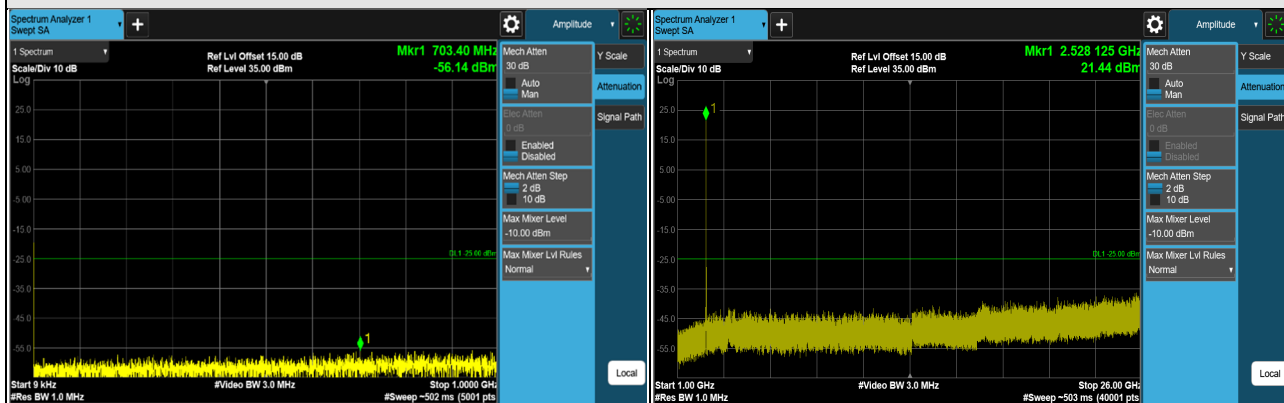 Spectrum Analyzer 1
Swept SA
+
Amplitude
1 Spectrum
Scale/Div 10 dB
Log
Ref Lvl Offset 15.00 dB
Ref Level 35.00 dBm
Mkr1 703.40 MHz
-56.14 dBm
25.0
15.0
5.00
-5.00
-15.0
-25.0
-35.0
-45.0
-55.0
DL1 -25.00 dBm
1
Start 9 kHz
#Res BW 1.0 MHz
#Video BW 3.0 MHz
Stop 1.0000 GHz
#Sweep ~502 ms (5001 pts
Mech Atten
30 dB
Auto
Man
Elec Atten
0 dB
Enabled
Disabled
Mech Atten Step
2 dB
10 dB
Max Mixer Level
-10.00 dBm
Max Mixer Lvl Rules
Normal
Y Scale
Attenuation
Signal Path
Local
Spectrum Analyzer 1
Swept SA
+
Amplitude
1 Spectrum
Scale/Div 10 dB
Log
Ref Lvl Offset 15.00 dB
Ref Level 35.00 dBm
Mkr1 2.528 125 GHz
21.44 dBm
25.0
15.0
5.00
-5.00
-15.0
-25.0
-35.0
-45.0
-55.0
DL1 -25.00 dBm
1
Start 1.00 GHz
#Res BW 1.0 MHz
#Video BW 3.0 MHz
Stop 26.00 GHz
#Sweep ~503 ms (40001 pts
Mech Atten
30 dB
Auto
Man
Elec Atten
0 dB
Enabled
Disabled
Mech Atten Step
2 dB
10 dB
Max Mixer Level
-10.00 dBm
Max Mixer Lvl Rules
Normal
Y Scale
Attenuation
Signal Path
Local